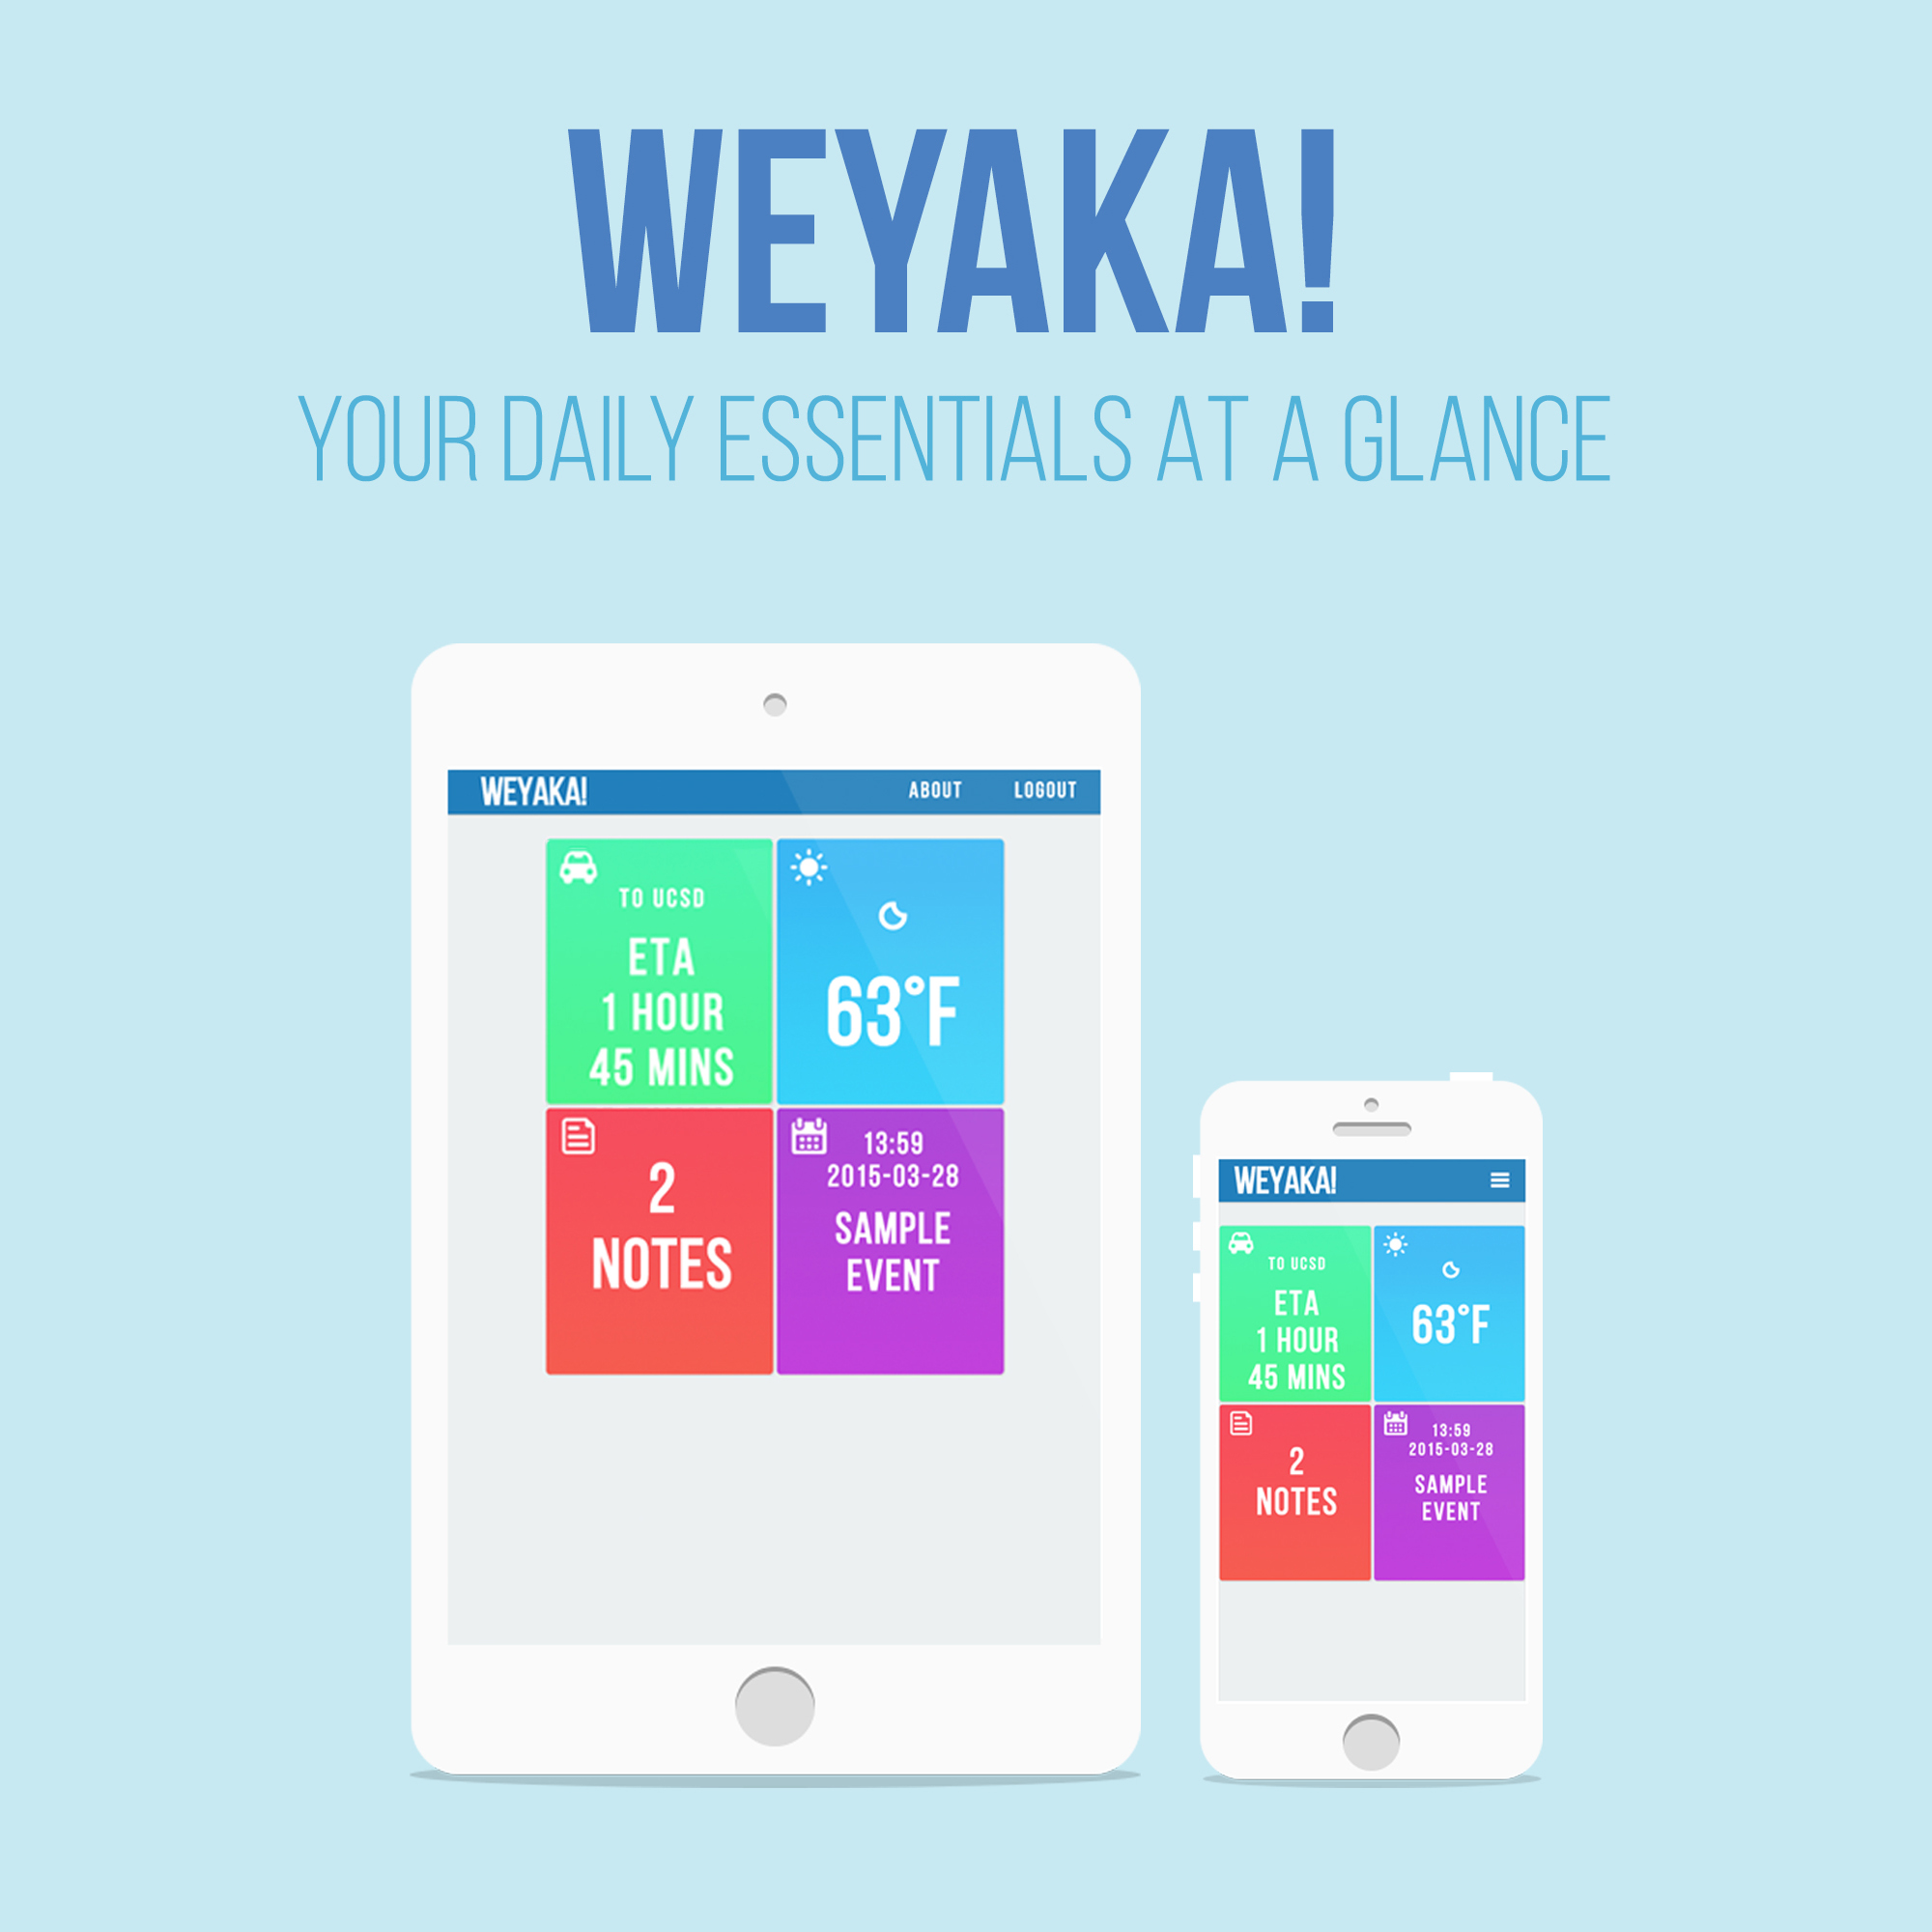 WEYAKA!
YOUR DAILY ESSENTIALS AT A GLANCE
WEYAKA! ABOUT LOGOUT
TO UCSD
ETA
1 HOUR
45 MINS
63°F
2
NOTES
13:59
2015-03-28
SAMPLE
EVENT
WEYAKA!
TO UCSD
ETA
1 HOUR
45 MINS
63°F
2
NOTES
13:59
2015-03-28
SAMPLE
EVENT